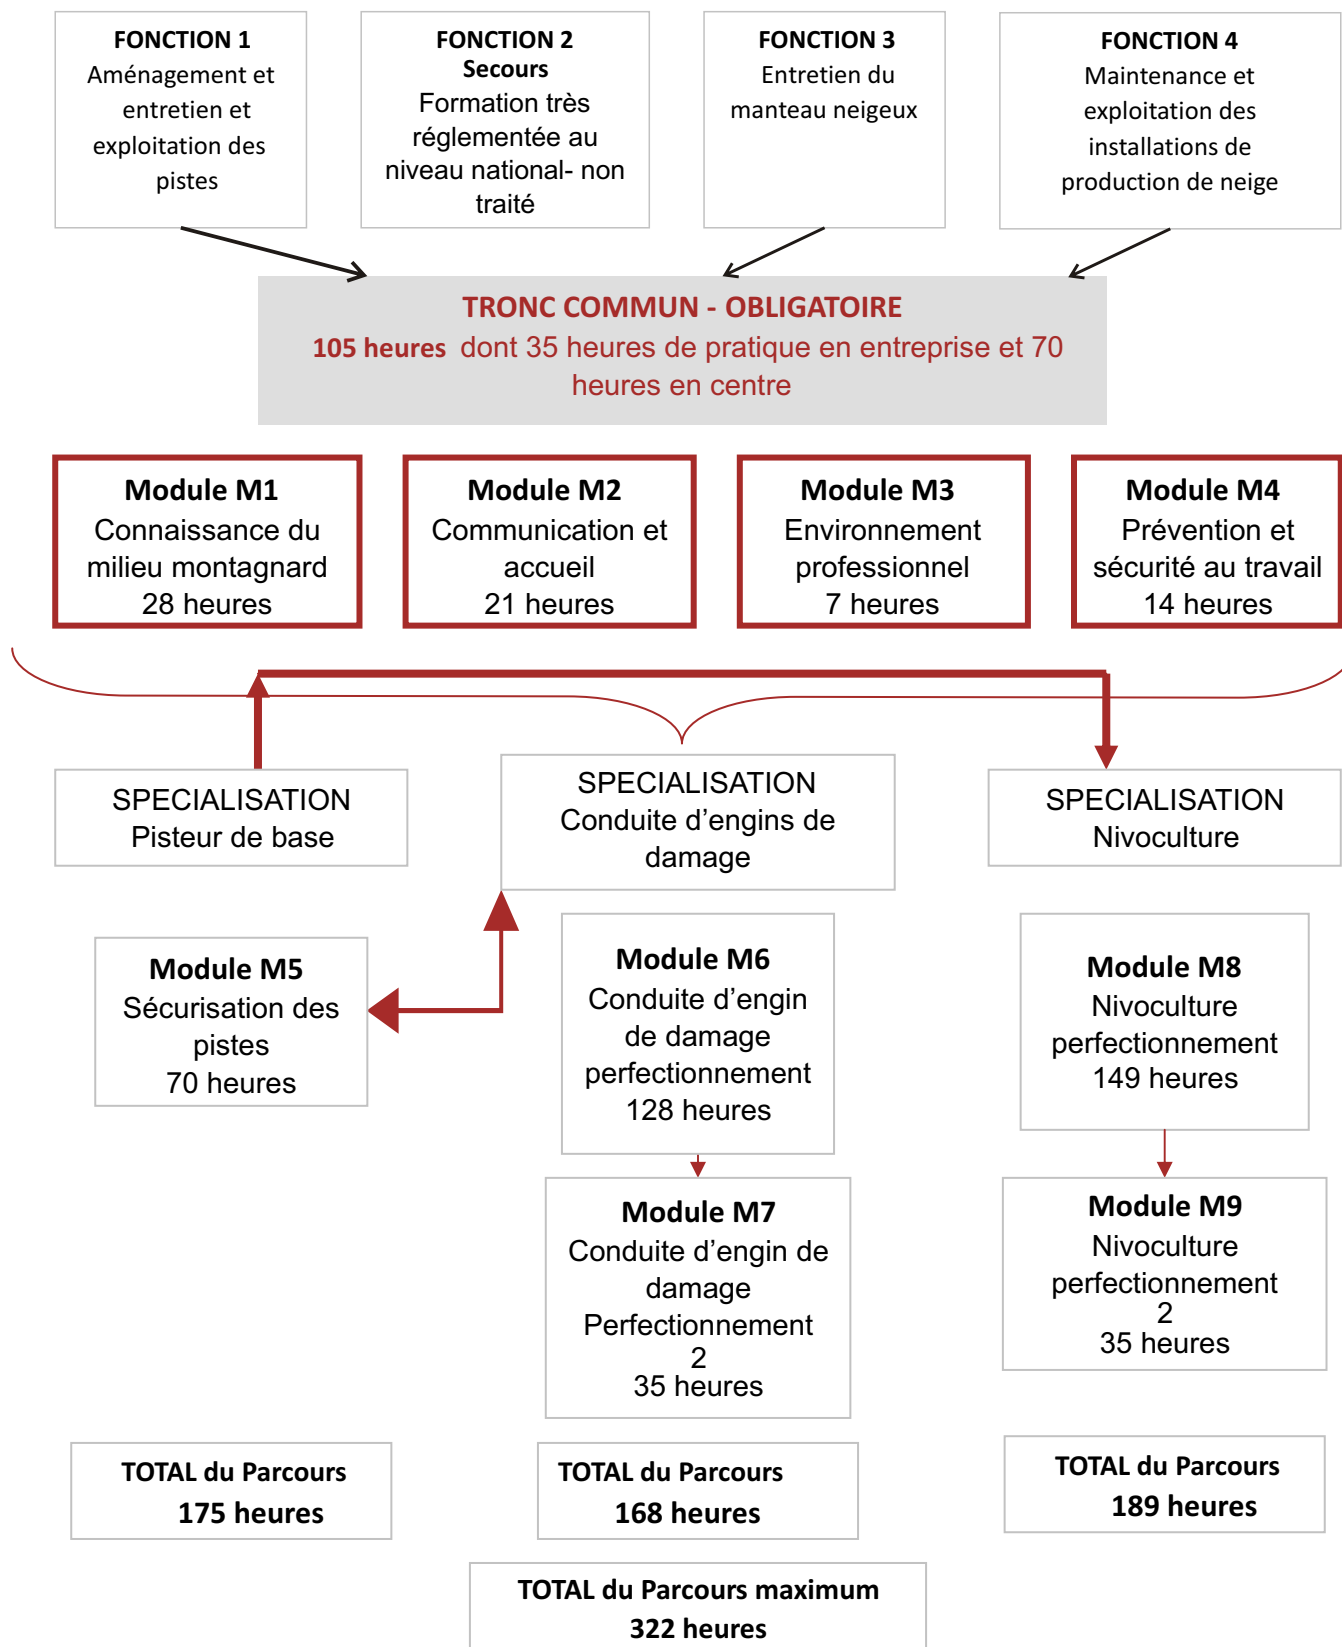 FONCTION 1
Aménagement et
entretien et
exploitation des
pistes
FONCTION 2
Secours
Formation très
réglementée au
niveau national- non
traité
FONCTION 3
Entretien du
manteau neigeux
FONCTION 4
Maintenance et
exploitation des
installations de
production de neige
TRONC COMMUN - OBLIGATOIRE
105 heures dont 35 heures de pratique en entreprise et 70
heures en centre
Module M1
Connaissance du
milieu montagnard
28 heures
Module M2
Communication et
accueil
21 heures
Module M3
Environnement
professionnel
7 heures
Module M4
Prévention et
sécurité au travail
14 heures
SPECIALISATION
Pisteur de base
SPECIALISATION
Conduite d'engins de
damage
SPECIALISATION
Nivoculture
Module M5
Sécurisation des
pistes
70 heures
Module M6
Conduite d'engin
de damage
perfectionnement
128 heures
Module M8
Nivoculture
perfectionnement
149 heures
Module M7
Conduite d'engin de
damage
Perfectionnement
2
35 heures
Module M9
Nivoculture
perfectionnement
2
35 heures
TOTAL du Parcours
175 heures
TOTAL du Parcours
168 heures
TOTAL du Parcours
189 heures
TOTAL du Parcours maximum
322 heures